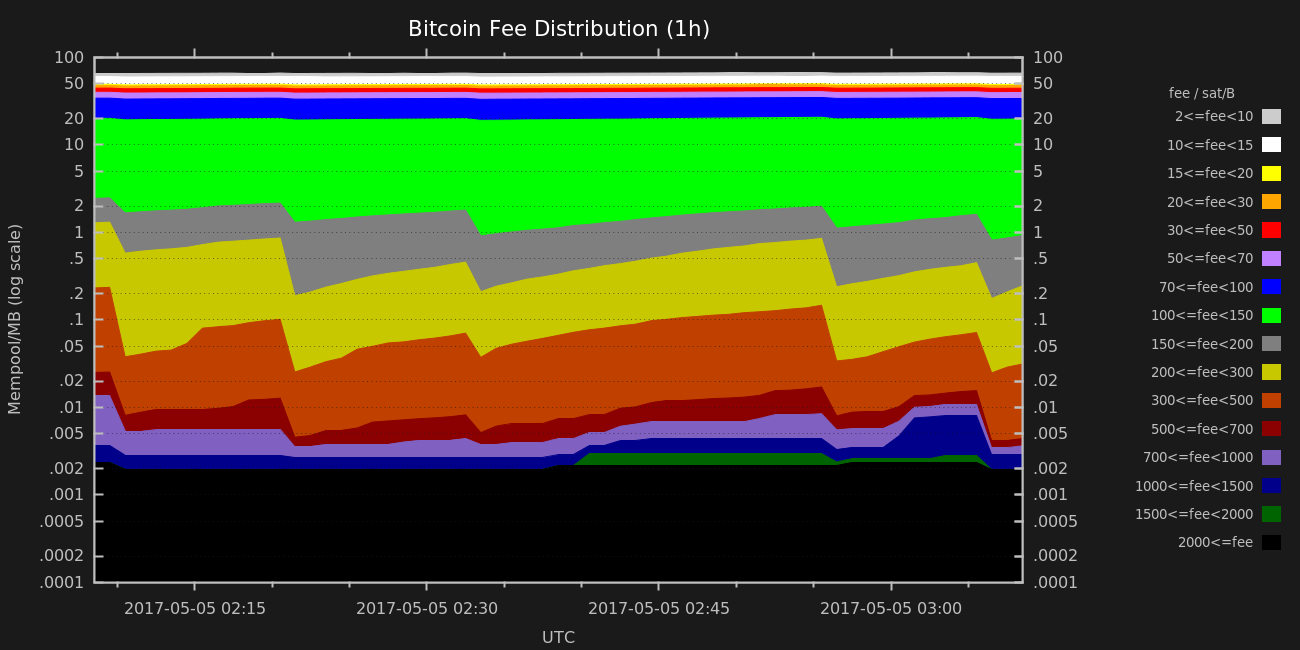 Bitcoin Fee Distribution (1h)
Mempool/MB (log scale)
100
50
20
10
5
2
1
.5
.2
.1
.05
.02
.01
.005
.002
.001
.0005
.0002
.0001
100
50
20
10
5
2
1
.5
.2
.1
.05
.02
.01
.005
.002
.001
.0005
.0002
.0001
2017-05-05 02:15
2017-05-05 02:30
2017-05-05 02:45
2017-05-05 03:00
UTC
fee / sat/B
2<=fee<10
10<=fee<15
15<=fee<20
20<=fee<30
30<=fee<50
50<=fee<70
70<=fee<100
100<=fee<150
150<=fee<200
200<=fee<300
300<=fee<500
500<=fee<700
700<=fee<1000
1000<=fee<1500
1500<=fee<2000
2000<=fee